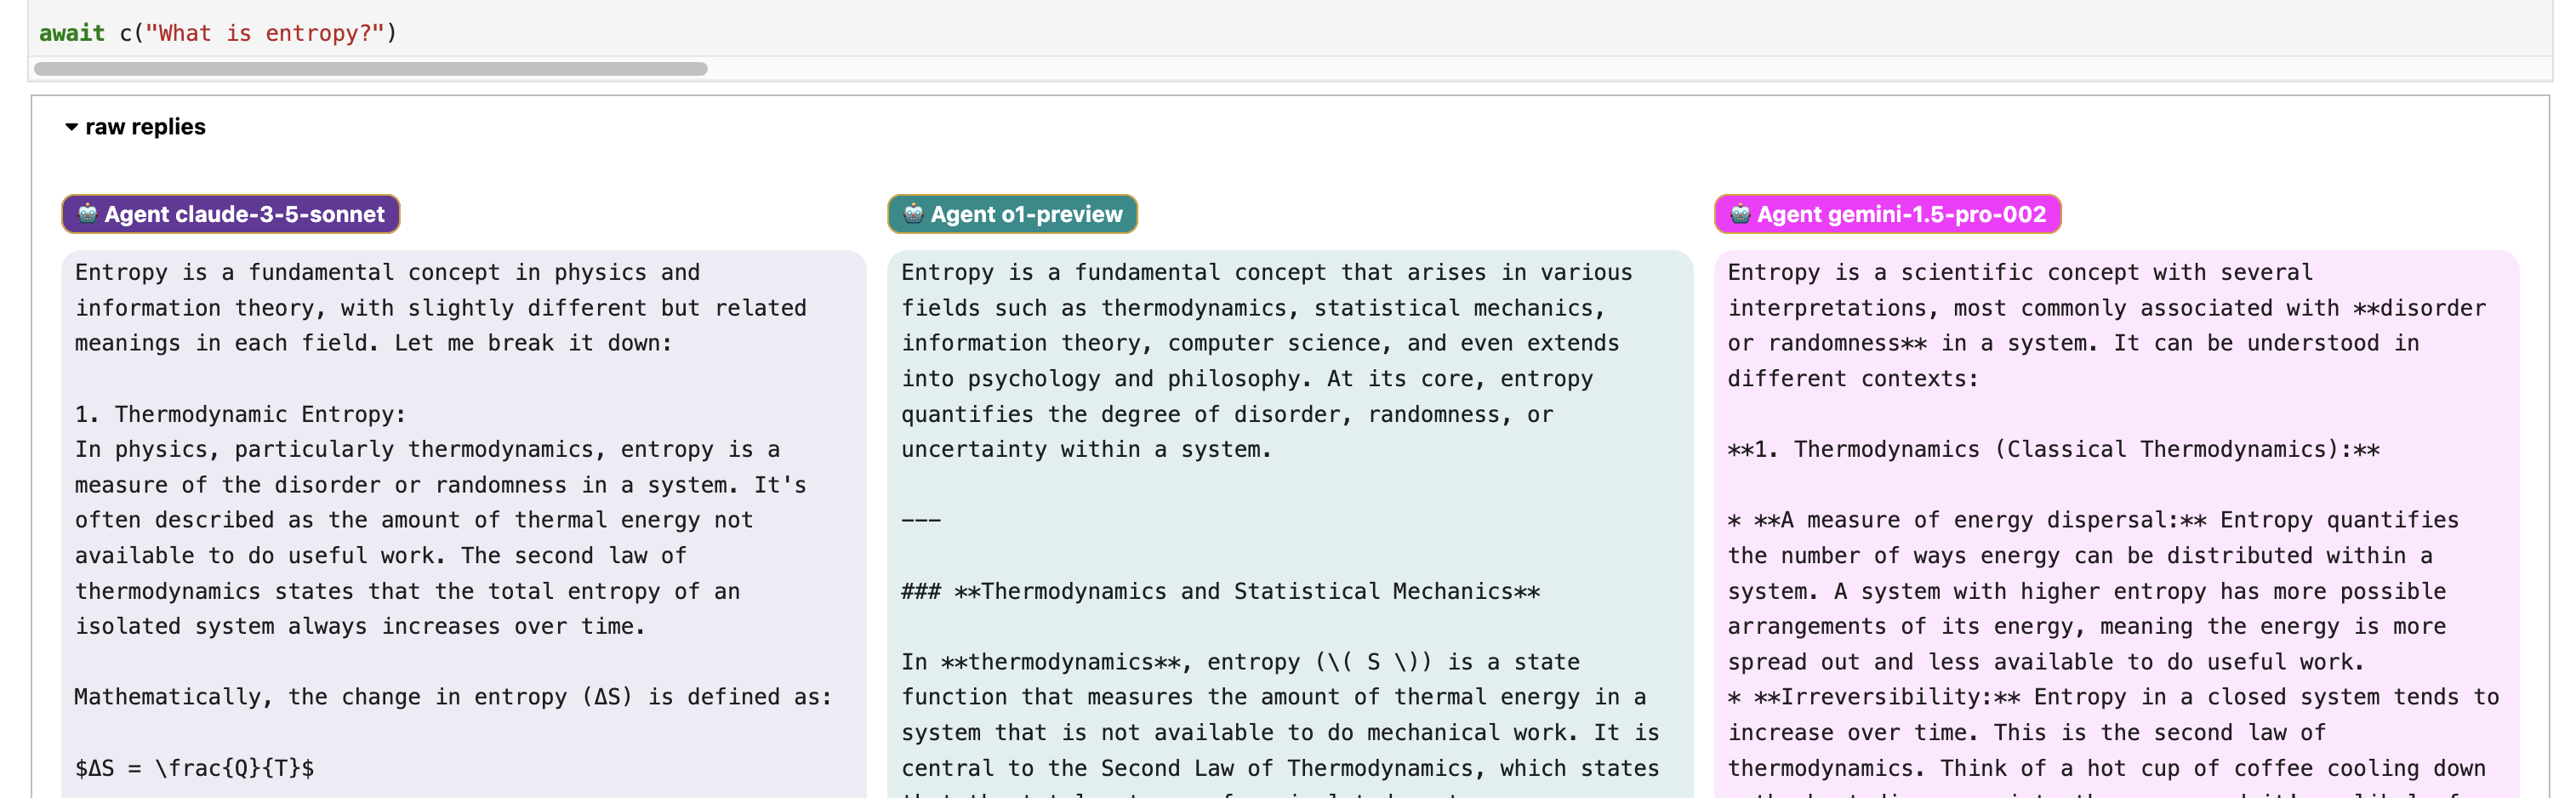 await c("What is entropy?")
raw replies
Agent claude-3-5-sonnet
Entropy is a fundamental concept in physics and
information theory, with slightly different but related
meanings in each field. Let me break it down:
1. Thermodynamic Entropy:
In physics, particularly thermodynamics, entropy is a
measure of the disorder or randomness in a system. It's
often described as the amount of thermal energy not
available to do useful work. The second law of
thermodynamics states that the total entropy of an
isolated system always increases over time.
Mathematically, the change in entropy (ΔS) is defined as:
$ΔS = \frac{Q}{T}$
Agent o1-preview
Entropy is a fundamental concept that arises in various
fields such as thermodynamics, statistical mechanics,
information theory, computer science, and even extends
into psychology and philosophy. At its core, entropy
quantifies the degree of disorder, randomness, or
uncertainty within a system.
---
### **Thermodynamics and Statistical Mechanics**
In **thermodynamics**, entropy (\( S \)) is a state
function that measures the amount of thermal energy in a
system that is not available to do mechanical work. It is
central to the Second Law of Thermodynamics, which states
Agent gemini-1.5-pro-002
Entropy is a scientific concept with several
interpretations, most commonly associated with **disorder
or randomness** in a system. It can be understood in
different contexts:
**1. Thermodynamics (Classical Thermodynamics):**
* **A measure of energy dispersal:** Entropy quantifies
the number of ways energy can be distributed within a
system. A system with higher entropy has more possible
arrangements of its energy, meaning the energy is more
spread out and less available to do useful work.
* **Irreversibility:** Entropy in a closed system tends to
increase over time. This is the second law of
thermodynamics. Think of a hot cup of coffee cooling down